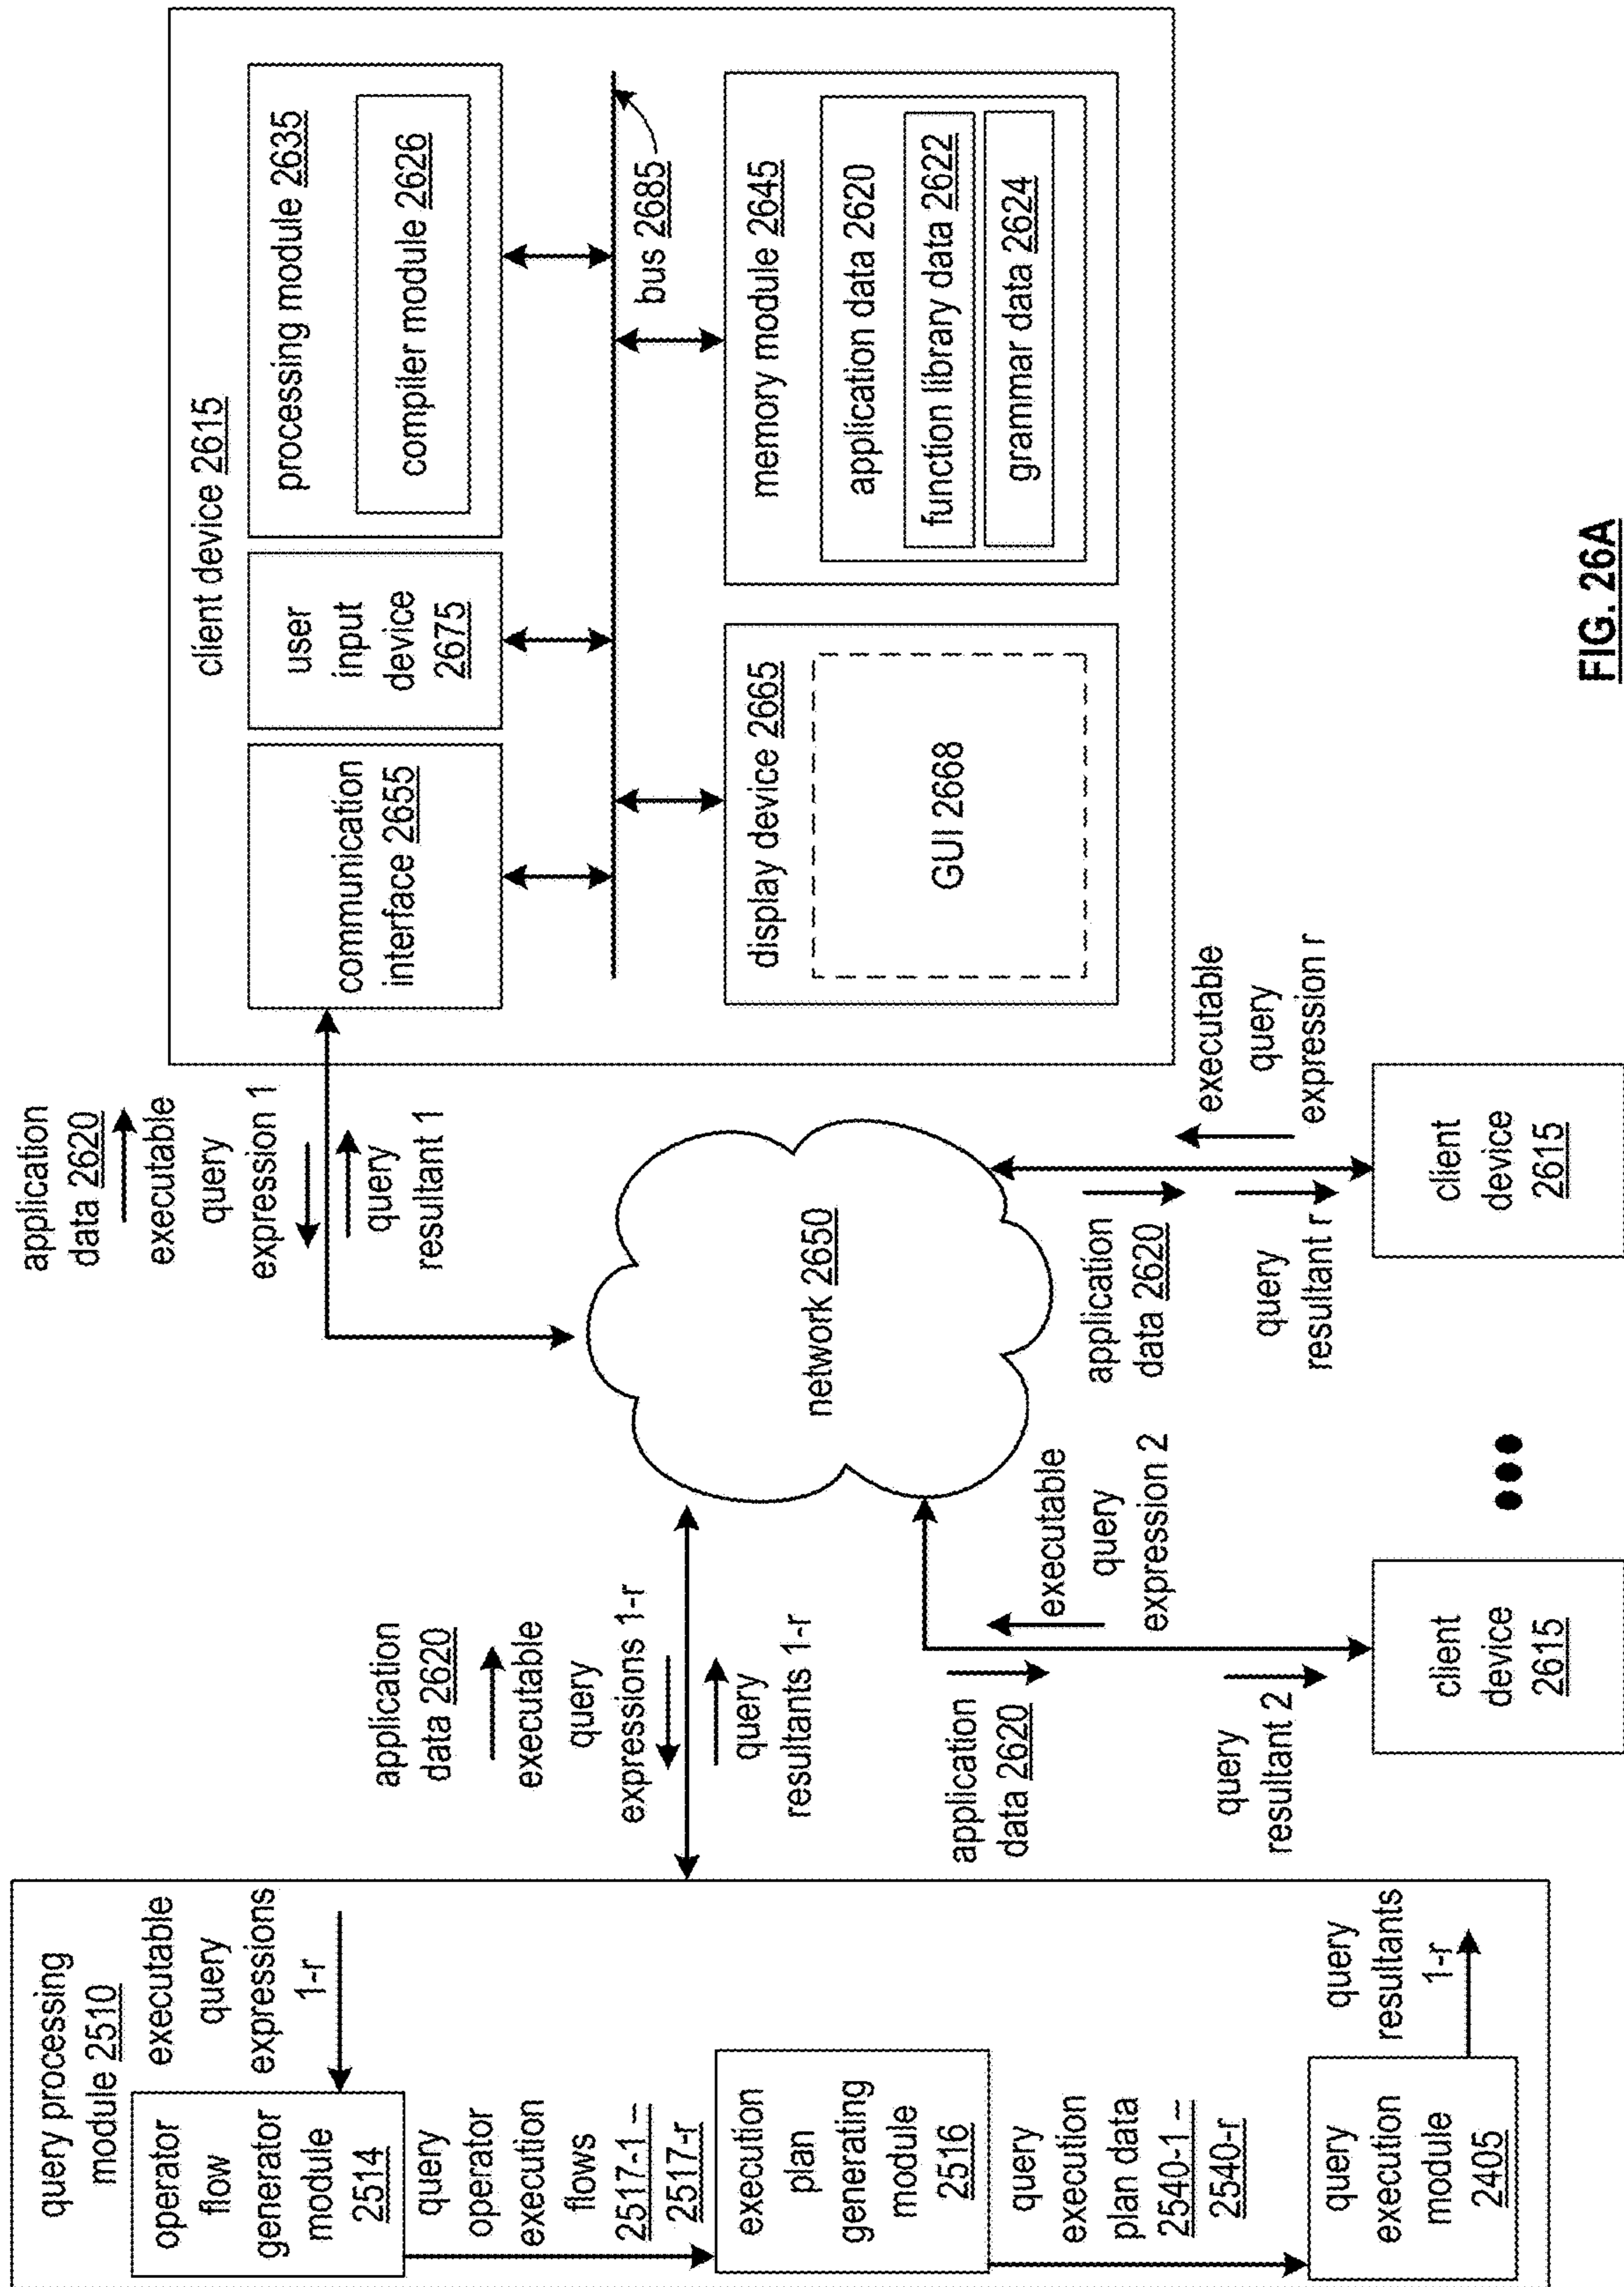 query processing
module 2510
executable
query
expressions
1-r
operator
flow
generator
module
2514
query
operator
execution
flows
2517-1 –
2517-r
execution
plan
generating
module
2516
query
execution
plan data
2540-1 –
2540-r
query
execution
module
2405
query
resultants
1-r
application
data 2620
executable
query
expressions 1-r
query
resultants 1-r
application
data 2620
executable
query
expression 1
query
resultant 1
network 2650
executable
query
expression 2
application
data 2620
query
resultant 2
client
device
2615
executable
query
expression r
application
data 2620
query
resultant r
client
device
2615
client device 2615
communication
interface 2655
user
input
device
2675
processing module 2635
compiler module 2626
bus 2685
display device 2665
GUI 2668
memory module 2645
application data 2620
function library data 2622
grammar data 2624
FIG. 26A